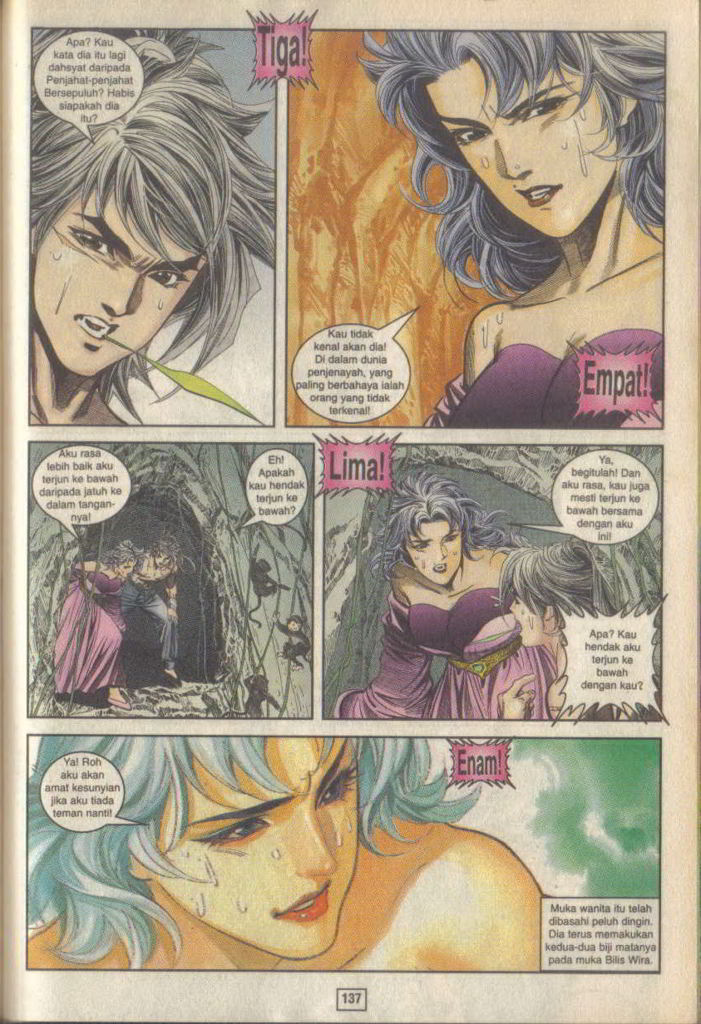 Tiga!
Apa? Kau
kata dia itu lagi
dahsyat daripada
Penjahat-penjahat
Bersepuluh? Habis
siapakah dia
itu?
Kau tidak
kenal akan dia!
Di dalam dunia
penjenayah, yang
paling berbahaya ialah
orang yang tidak
terkenal!
Empat!
Aku rasa
lebih baik aku
terjun ke bawah
daripada jatuh ke
dalam tangan-
nya!
Eh!
Apakah
kau hendak
terjun ke
bawah?
Lima!
Ya,
begitulah! Dan
aku rasa, kau juga
mesti terjun ke
bawah bersama
dengan aku
ini!
Apa? Kau
hendak aku
terjun ke
bawah
dengan kau?
Ya! Roh
aku akan
amat kesunyian
jika aku tiada
teman nanti!
Enam!
Muka wanita itu telah
dibasahi peluh dingin.
Dia terus memakukan
kedua-dua biji matanya
pada muka Bilis Wira.
137